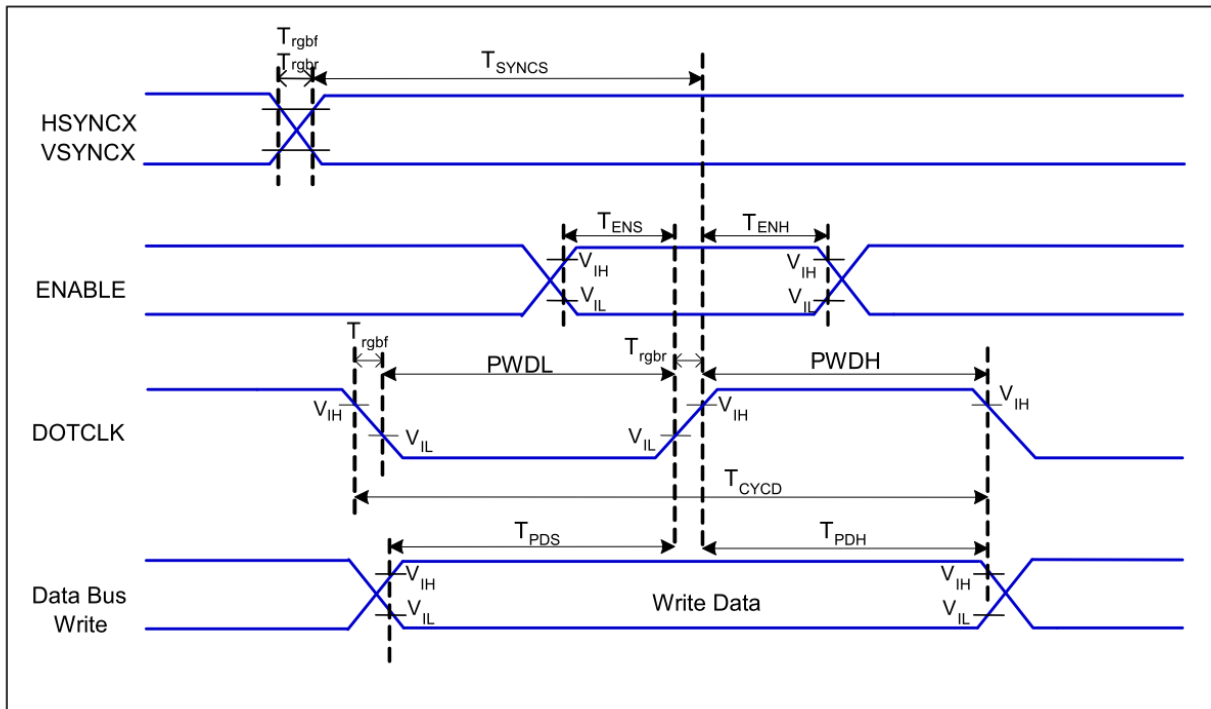 Trgbf
Trgbr
TSYNCS
HSYNCX
VSYNCX
TENS
TENH
VIH
VIH
VIL
VIL
ENABLE
Trgbf
PWDL
Trgbr
PWDH
VIH
VIH
VIH
DOTCLK
VIL
VIL
TCYCD
TPDS
TPDH
VIH
VIH
Data Bus
Write
Write Data
VIL
VIL